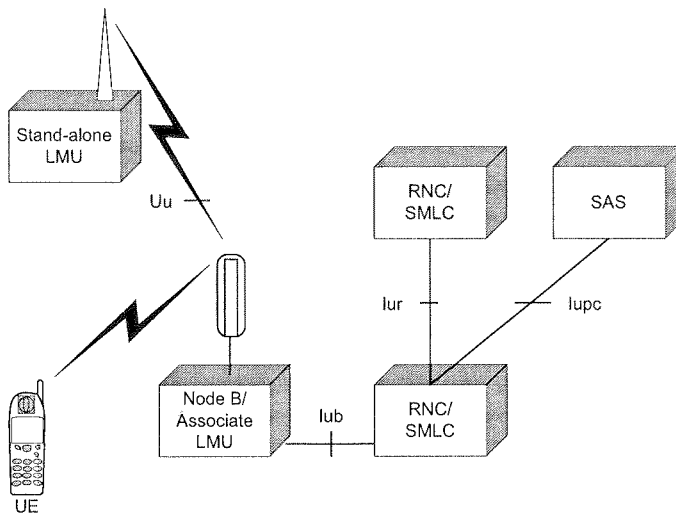 Stand-alone
LMU
Uu
RNC/
SMLC
SAS
Iur
Iupc
Node B/
Associate
LMU
Iub
RNC/
SMLC
UE